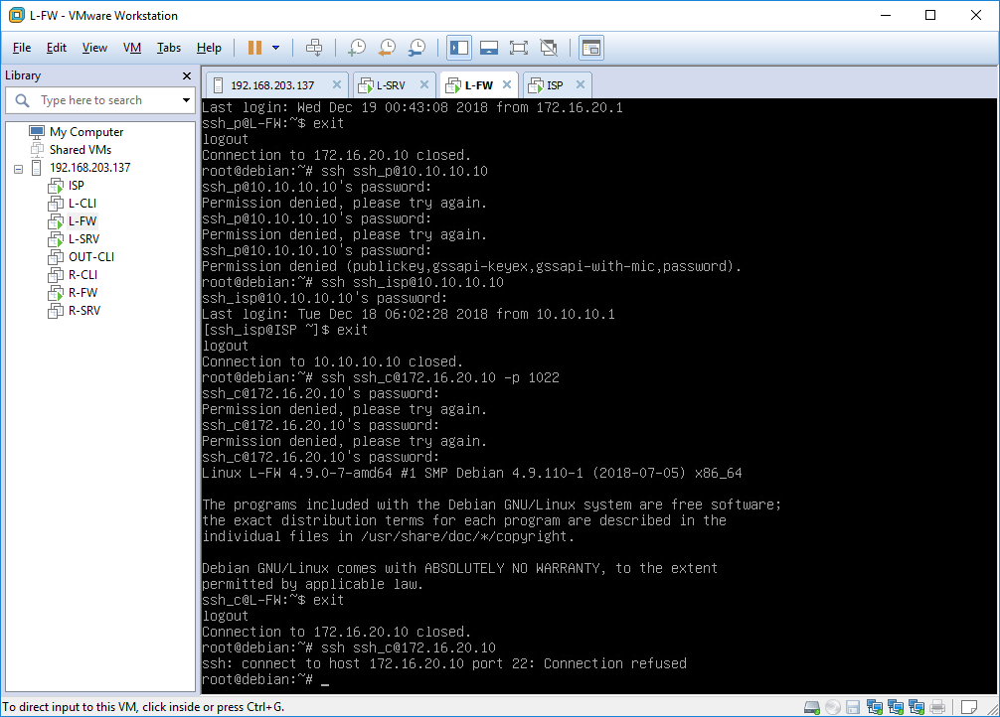 L-FW - VMware Workstation
File Edit View VM Tabs Help
Library
Type here to search
My Computer
Shared VMs
192.168.203.137
ISP
L-CLI
L-FW
L-SRV
OUT-CLI
R-CLI
R-FW
R-SRV
192.168.203.137 L-SRV L-FW ISP
Last login: Wed Dec 19 00:43:08 2018 from 172.16.20.1
ssh_p@L-FW:~$ exit
logout
Connection to 172.16.20.10 closed.
root@debian:~# ssh ssh_p@10.10.10.10
ssh_p@10.10.10.10's password:
Permission denied, please try again.
ssh_p@10.10.10.10's password:
Permission denied, please try again.
ssh_p@10.10.10.10's password:
Permission denied (publickey,gssapi-keyex,gssapi-with-mic,password).
root@debian:~# ssh ssh_isp@10.10.10.10
ssh_isp@10.10.10.10's password:
Last login: Tue Dec 18 06:02:28 2018 from 10.10.10.1
[ssh_isp@ISP ~]$ exit
logout
Connection to 10.10.10.10 closed.
root@debian:~# ssh ssh_c@172.16.20.10 -p 1022
ssh_c@172.16.20.10's password:
Permission denied, please try again.
ssh_c@172.16.20.10's password:
Permission denied, please try again.
ssh_c@172.16.20.10's password:
Linux L-FW 4.9.0-7-amd64 #1 SMP Debian 4.9.110-1 (2018-07-05) x86_64
The programs included with the Debian GNU/Linux system are free software;
the exact distribution terms for each program are described in the
individual files in /usr/share/doc/*/copyright.
Debian GNU/Linux comes with ABSOLUTELY NO WARRANTY, to the extent
permitted by applicable law.
ssh_c@L-FW:~$ exit
logout
Connection to 172.16.20.10 closed.
root@debian:~# ssh ssh_c@172.16.20.10
ssh: connect to host 172.16.20.10 port 22: Connection refused
root@debian:~# _
To direct input to this VM, click inside or press Ctrl+G.